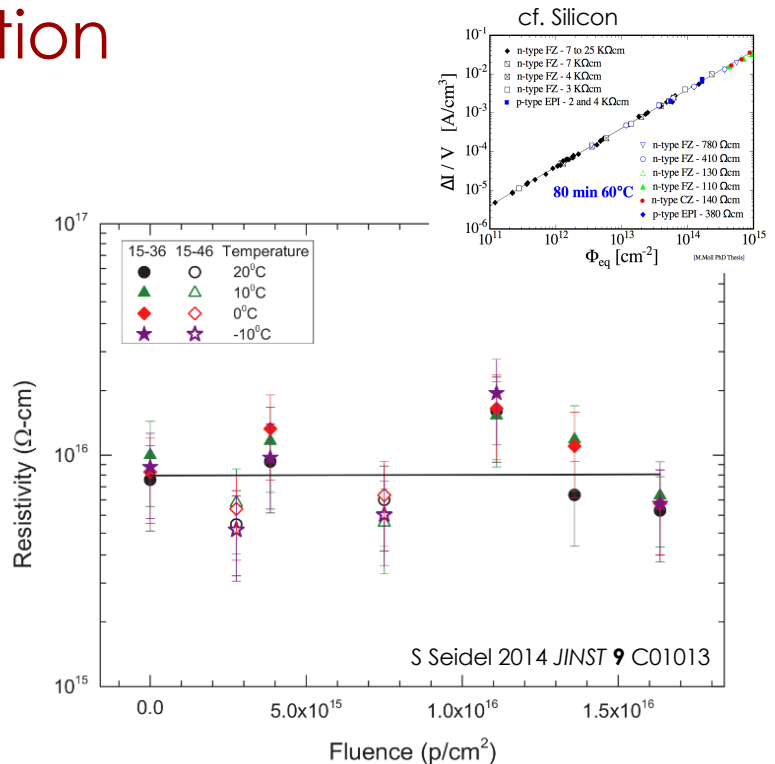 tion
cf. Silicon
10⁻¹
10⁻²
10⁻³
10⁻⁴
10⁻⁵
10⁻⁶
ΔI / V [A/cm³]
n-type FZ - 7 to 25 KΩcm
n-type FZ - 7 KΩcm
n-type FZ - 4 KΩcm
n-type FZ - 3 KΩcm
p-type EPI - 2 and 4 KΩcm
n-type FZ - 780 Ωcm
n-type FZ - 410 Ωcm
n-type FZ - 130 Ωcm
n-type FZ - 110 Ωcm
n-type CZ - 140 Ωcm
p-type EPI - 380 Ωcm
80 min 60°C
10¹¹ 10¹² 10¹³ 10¹⁴ 10¹⁵
Φeq [cm⁻²]
[M.Moll PhD Thesis]
10¹⁷
15-36 15-46 Temperature
20⁰C
10⁰C
0⁰C
-10⁰C
Resistivity (Ω-cm)
10¹⁶
S Seidel 2014 JINST 9 C01013
10¹⁵
0.0 5.0x10¹⁵ 1.0x10¹⁶ 1.5x10¹⁶
Fluence (p/cm²)